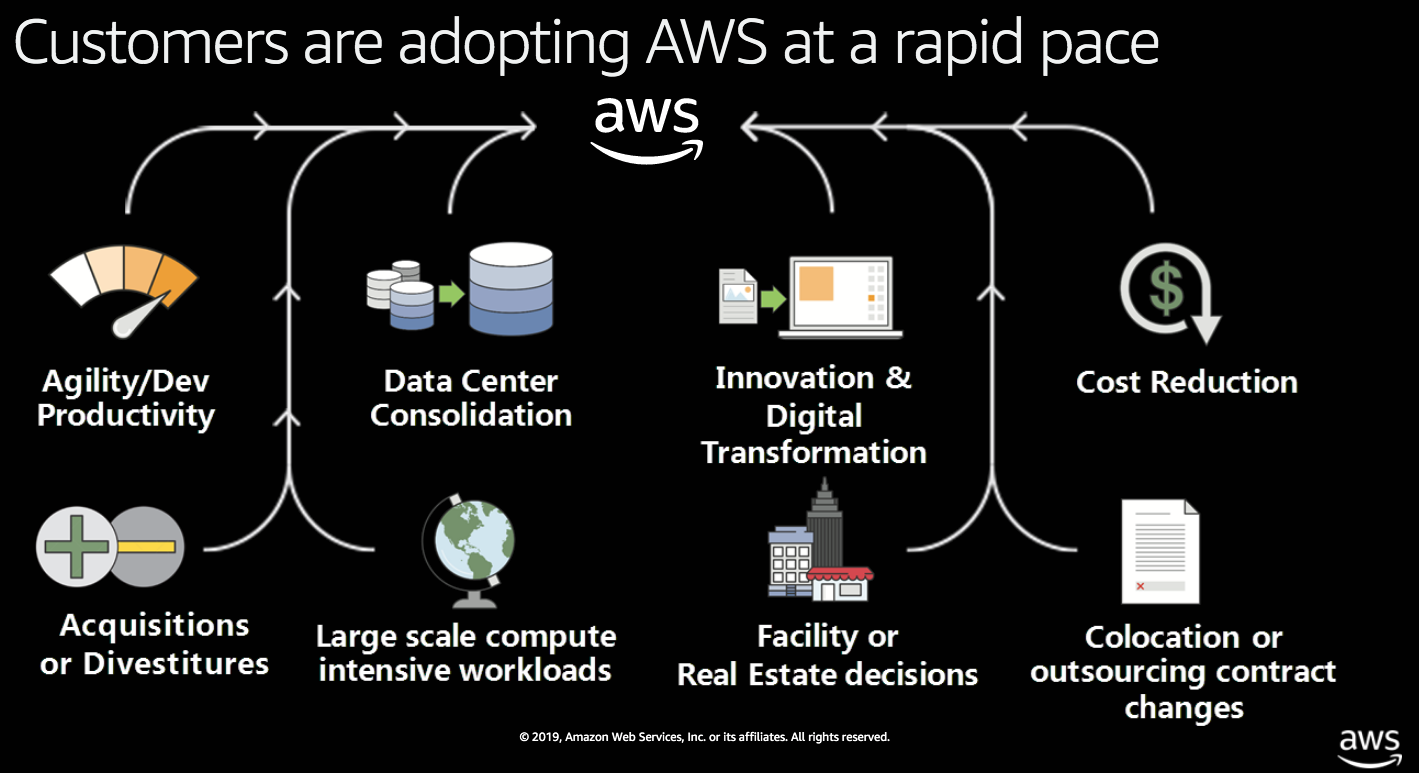 Customers are adopting AWS at a rapid pace
aws
Agility/Dev
Productivity
Data Center
Consolidation
Innovation &
Digital
Transformation
$
Cost Reduction
Acquisitions
or Divestitures
Large scale compute
intensive workloads
Facility or
Real Estate decisions
Colocation or
outsourcing contract
changes
© 2019, Amazon Web Services, Inc. or its affiliates. All rights reserved.
aws